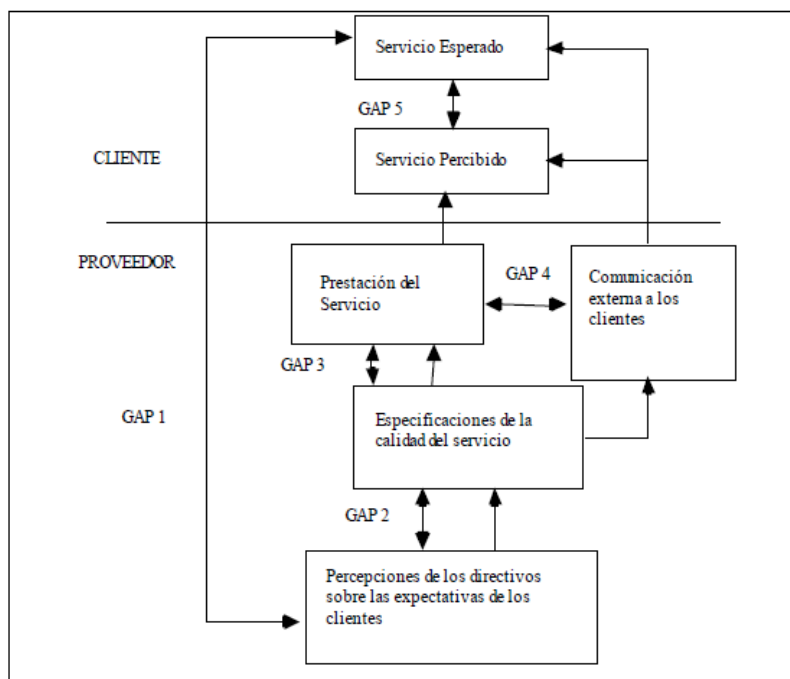 Servicio Esperado
GAP 5
CLIENTE
Servicio Percibido
PROVEEDOR
Prestación del
Servicio
GAP 4
Comunicación
externa a los
clientes
GAP 3
GAP 1
Especificaciones de la
calidad del servicio
GAP 2
Percepciones de los directivos
sobre las expectativas de los
clientes